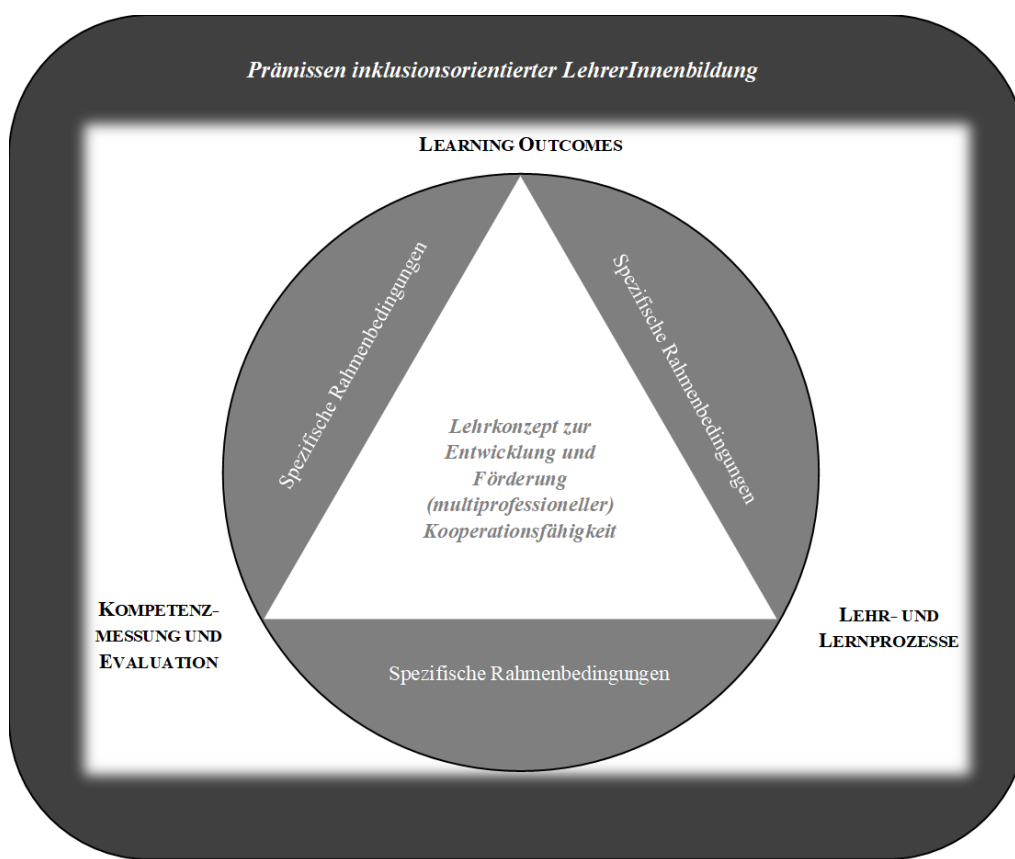 Prämissen inklusionsorientierter LehrerInnenbildung
LEARNING OUTCOMES
Spezifische Rahmenbedingungen
Spezifische Rahmenbedingungen
Lehrkonzept zur
Entwicklung und
Förderung
(multiprofessioneller)
Kooperationsfähigkeit
KOMPETENZ-
MESSUNG UND
EVALUATION
LEHR- UND
LERNPROZESSE
Spezifische Rahmenbedingungen